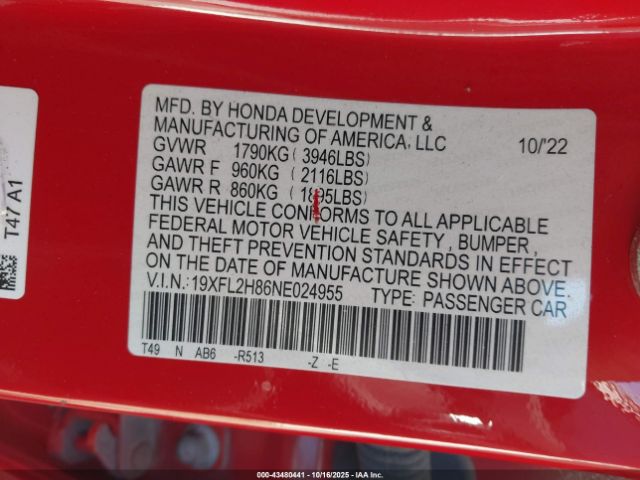 MFD. BY HONDA DEVELOPMENT &
MANUFACTURING OF AMERICA, LLC 10/'22
GVWR 1790KG(3946LBS)
GAWR F 960KG(2116LBS)
GAWR R 860KG(1895LBS)
THIS VEHICLE CONFORMS TO ALL APPLICABLE
FEDERAL MOTOR VEHICLE SAFETY, BUMPER,
AND THEFT PREVENTION STANDARDS IN EFFECT
ON THE DATE OF MANUFACTURE SHOWN ABOVE.
V.I.N.: 19XFL2H86NE024955 TYPE: PASSENGER CAR
T49 N AB6 -R513 -Z -E
T47 A1
000-43480441 - 10/16/2025 - IAA Inc.